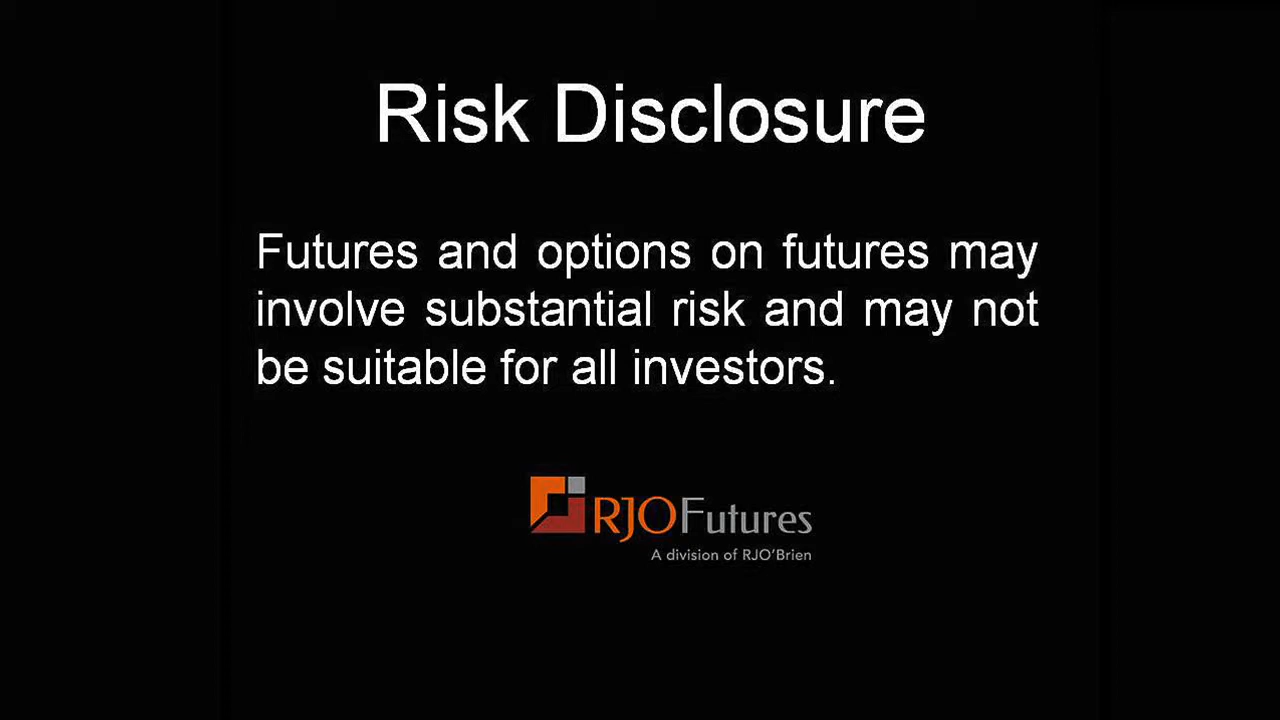 Risk Disclosure
Futures and options on futures may
involve substantial risk and may not
be suitable for all investors.
RJOFutures
A division of RJO'Brien